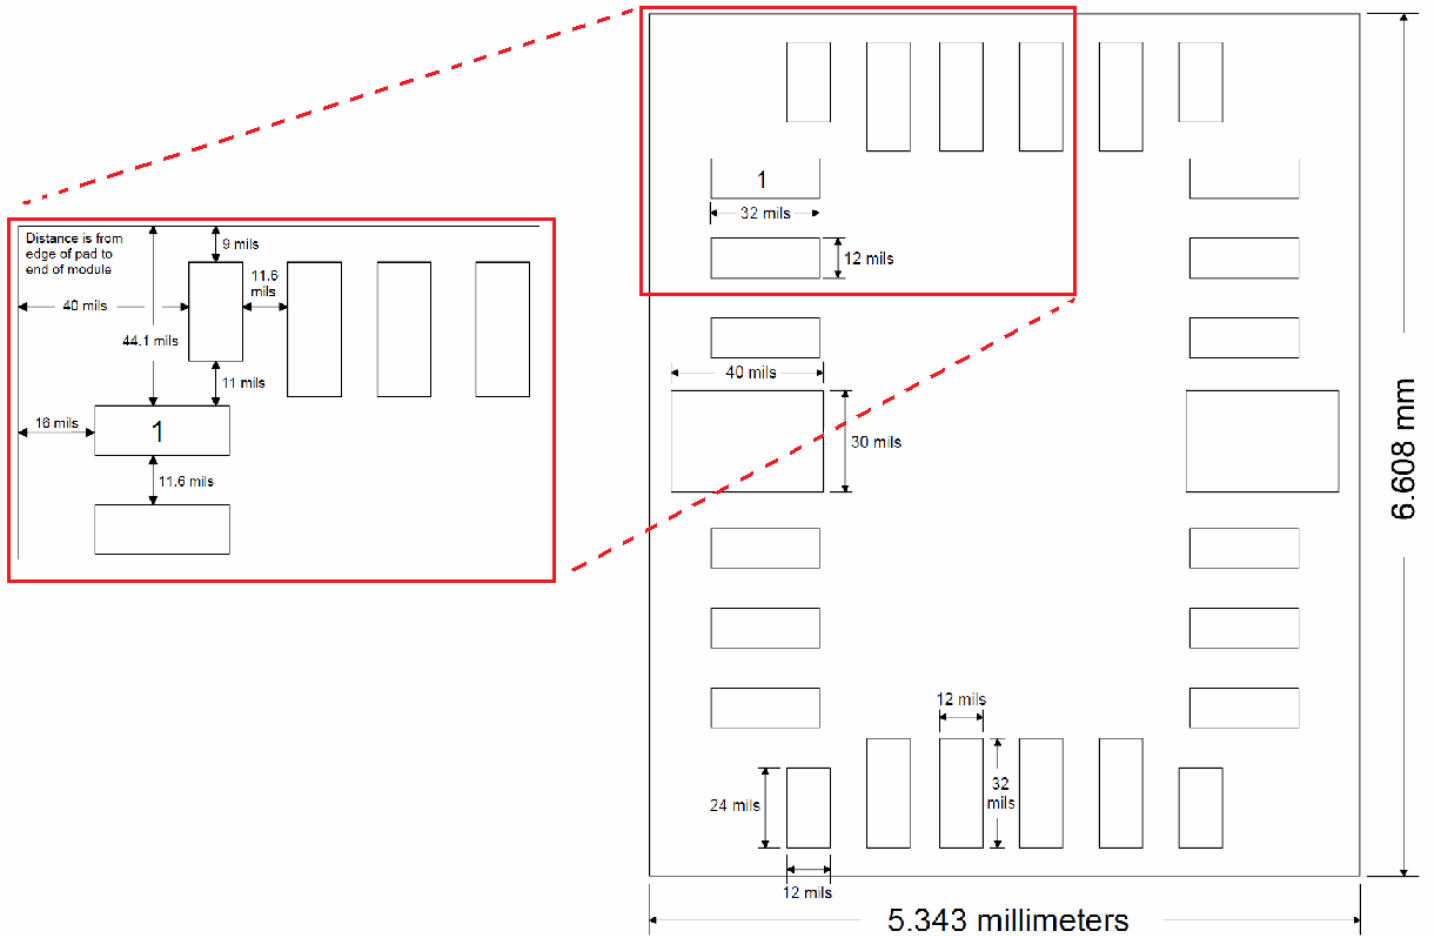 1
32 mils
12 mils
Distance is from
edge of pad to
end of module
9 mils
11.6
mils
40 mils
44.1 mils
11 mils
16 mils
1
11.6 mils
40 mils
30 mils
6.608 mm
12 mils
24 mils
32
mils
12 mils
5.343 millimeters